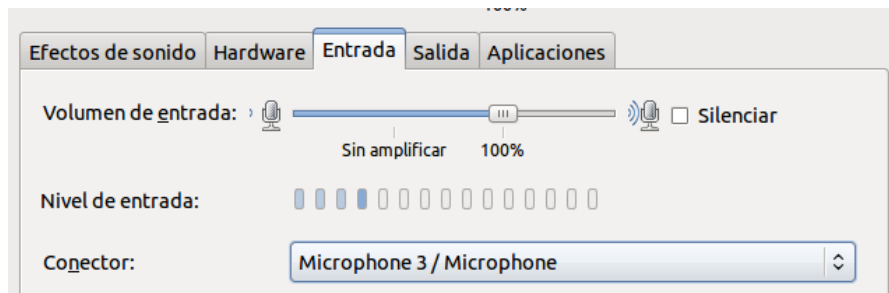 Efectos de sonido Hardware Entrada Salida Aplicaciones
Volumen de entrada: Silenciar
Sin amplificar 100%
Nivel de entrada:
Conector: Microphone 3 / Microphone